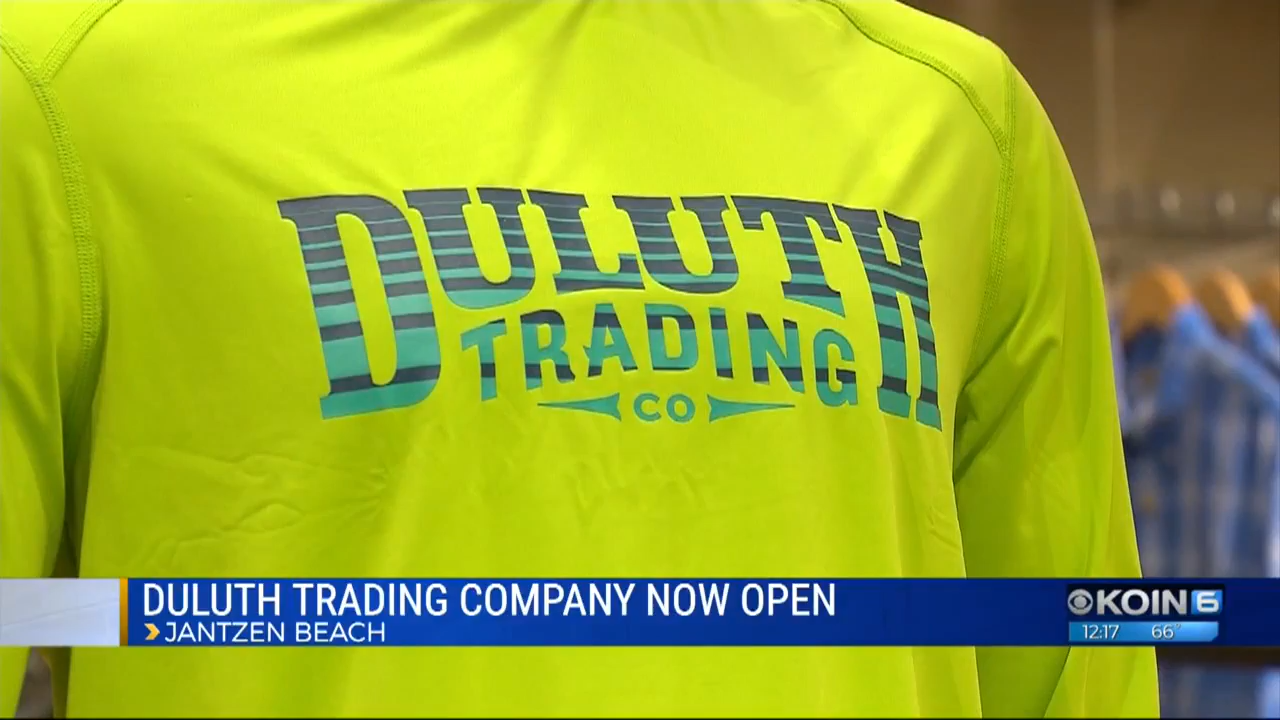 DULUTH
TRADING
CO
DULUTH TRADING COMPANY NOW OPEN
JANTZEN BEACH
KOIN 6
12:17 66°